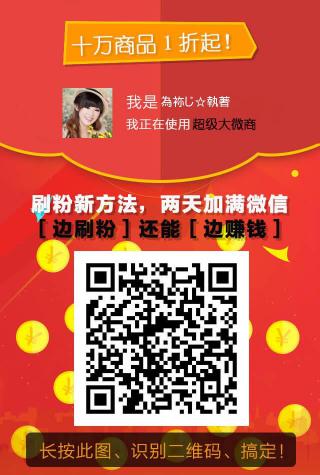 十万商品1折起！
我是 為祢じ☆執著
我正在使用 超级大微商
刷粉新方法，两天加满微信
[边刷粉]还能[边赚钱]
长按此图、识别二维码、搞定！